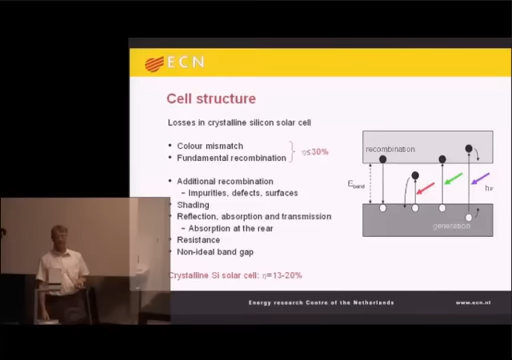 ECN
Cell structure
Losses in crystalline silicon solar cell
• Colour mismatch
• Fundamental recombination
η≤30%
• Additional recombination
– Impurities, defects, surfaces
• Shading
• Reflection, absorption and transmission
– Absorption at the rear
• Resistance
• Non-ideal band gap
Crystalline Si solar cell: η=13-20%
recombination
E band
hν
generation
Energy research Centre of the Netherlands
www.ecn.nl